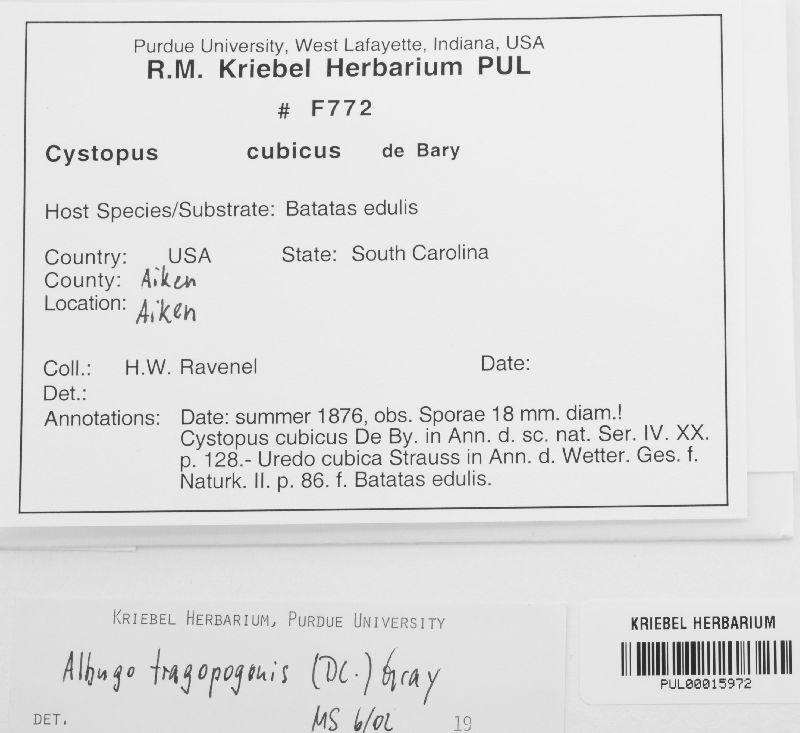 Purdue University, West Lafayette, Indiana, USA
R.M. Kriebel Herbarium PUL
# F772
Cystopus cubicus de Bary
Host Species/Substrate: Batatas edulis
Country: USA State: South Carolina
County: Aiken
Location: Aiken
Coll.: H.W. Ravenel Date:
Det.:
Annotations: Date: summer 1876, obs. Sporae 18 mm. diam.!
Cystopus cubicus De By. in Ann. d. sc. nat. Ser. IV. XX.
p. 128.- Uredo cubica Strauss in Ann. d. Wetter. Ges. f.
Naturk. II. p. 86. f. Batatas edulis.
KRIEBEL HERBARIUM, PURDUE UNIVERSITY
Albugo tragopogonis (DC.) Gray
DET. MS 6/02 19
KRIEBEL HERBARIUM
PUL00015972